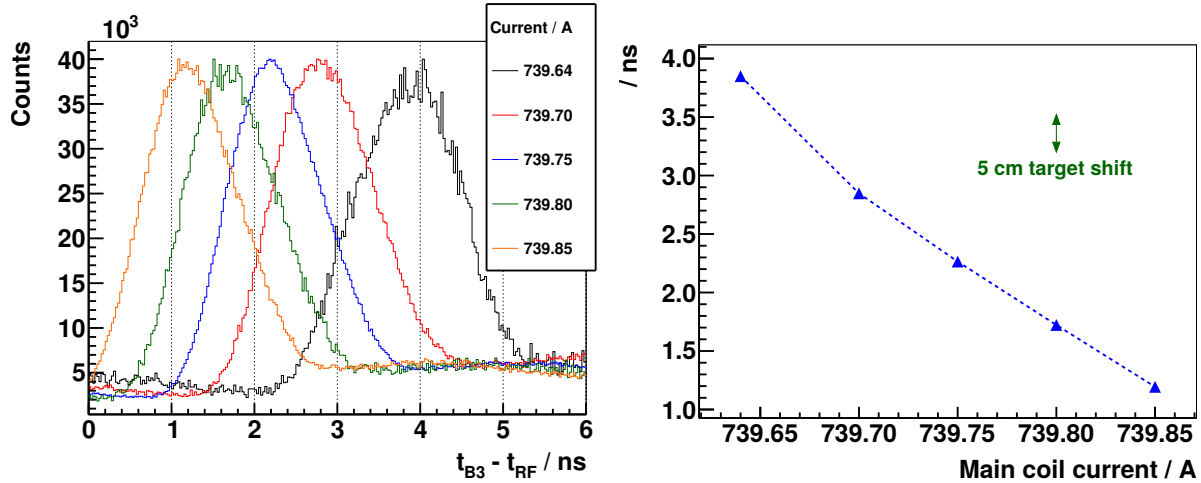 10³
Counts
40
35
30
25
20
15
10
5
0 1 2 3 4 5 6
t_B3 - t_RF / ns
Current / A
739.64
739.70
739.75
739.80
739.85
/ ns
4.0
3.5
3.0
2.5
2.0
1.5
1.0
5 cm target shift
739.65 739.70 739.75 739.80 739.85
Main coil current / A